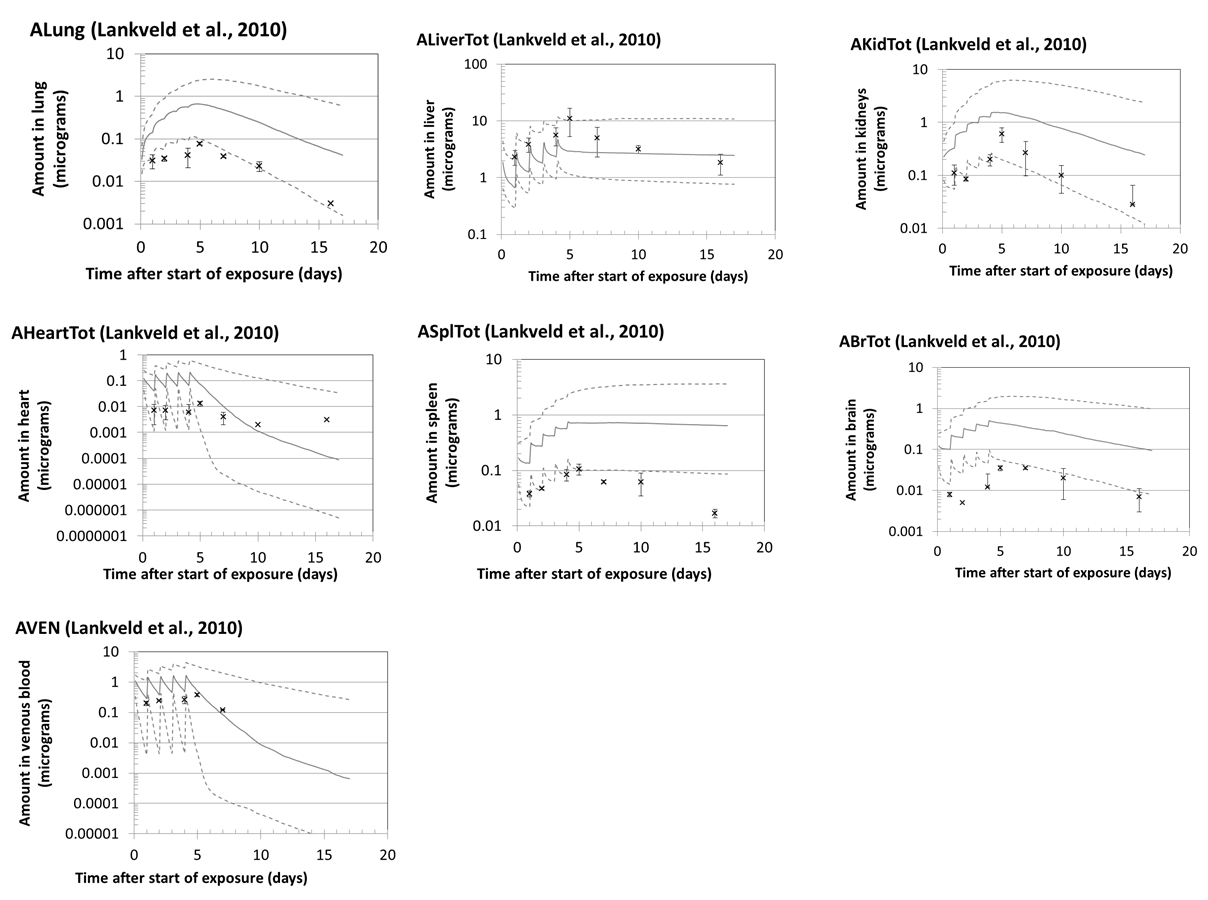 ALung (Lankveld et al., 2010)
10
1
0.1
0.01
0.001
Amount in lung
(micrograms)
0 5 10 15 20
Time after start of exposure (days)
ALiverTot (Lankveld et al., 2010)
100
10
1
0.1
Amount in liver
(micrograms)
0 5 10 15 20
Time after start of exposure (days)
AKidTot (Lankveld et al., 2010)
10
1
0.1
0.01
Amount in kidneys
(micrograms)
0 5 10 15 20
Time after start of exposure (days)
AHeartTot (Lankveld et al., 2010)
1
0.1
0.01
0.001
0.0001
0.00001
0.000001
0.0000001
Amount in heart
(micrograms)
0 5 10 15 20
Time after start of exposure (days)
ASplTot (Lankveld et al., 2010)
10
1
0.1
0.01
Amount in spleen
(micrograms)
0 5 10 15 20
Time after start of exposure (days)
ABrTot (Lankveld et al., 2010)
10
1
0.1
0.01
0.001
Amount in brain
(micrograms)
0 5 10 15 20
Time after start of exposure (days)
AVEN (Lankveld et al., 2010)
10
1
0.1
0.01
0.001
0.0001
0.00001
Amount in venous blood
(micrograms)
0 5 10 15 20
Time after start of exposure (days)